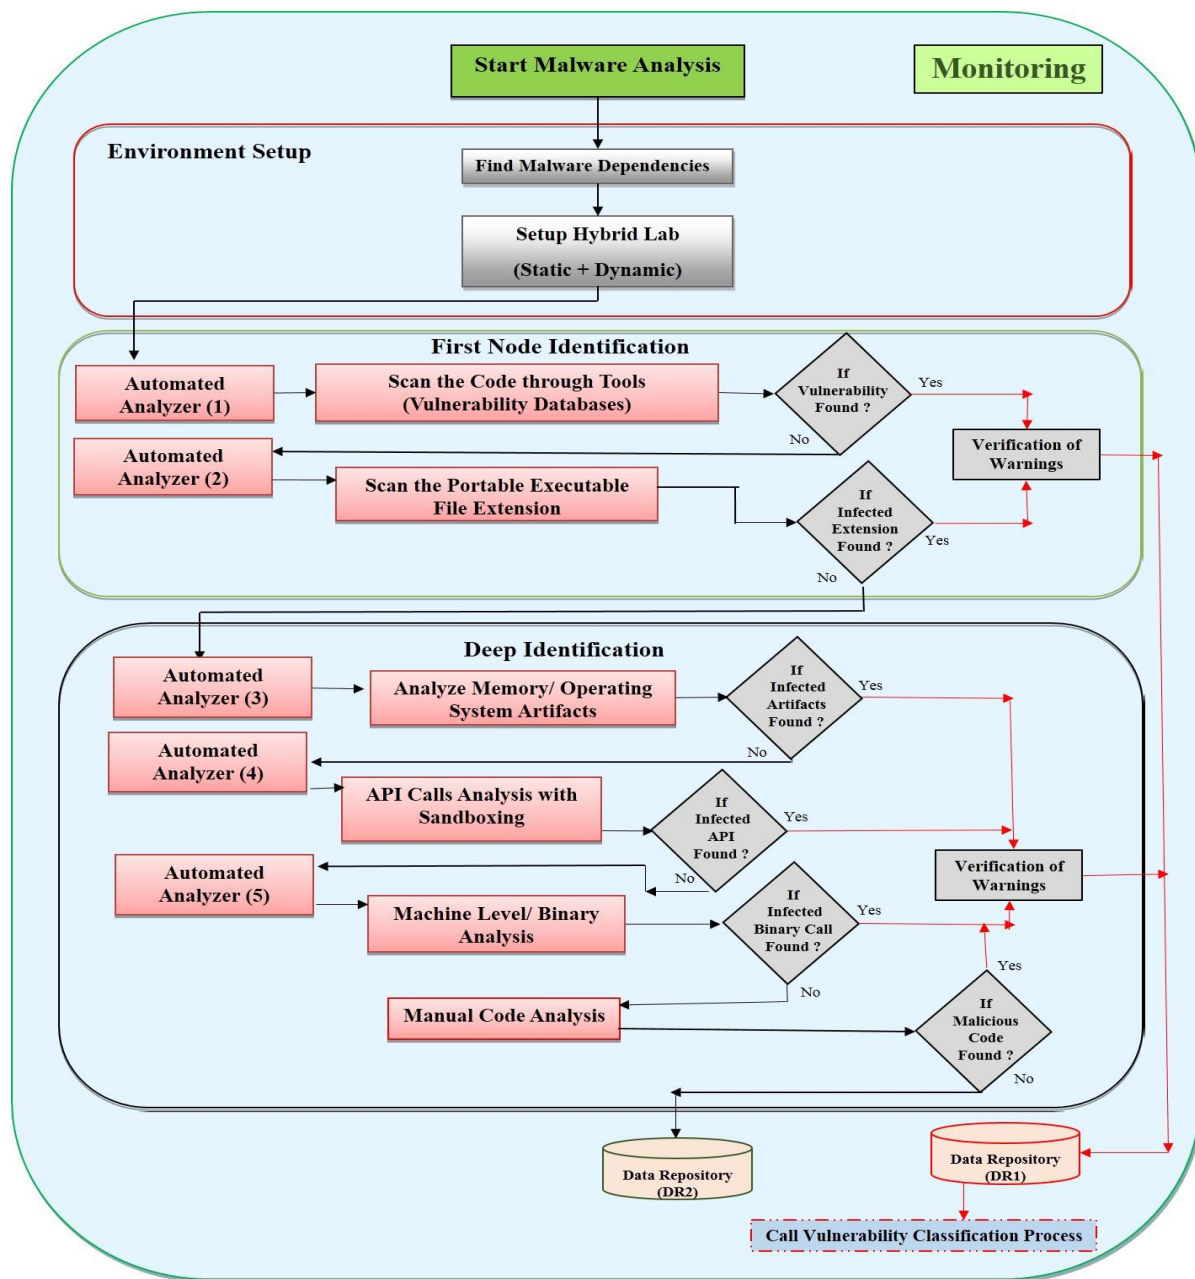 Start Malware Analysis
Monitoring
Environment Setup
Find Malware Dependencies
Setup Hybrid Lab
(Static + Dynamic)
First Node Identification
Automated
Analyzer (1)
Scan the Code through Tools
(Vulnerability Databases)
If
Vulnerability
Found ?
Yes
No
Verification of
Warnings
Automated
Analyzer (2)
Scan the Portable Executable
File Extension
If
Infected
Extension
Found ?
Yes
No
Deep Identification
Automated
Analyzer (3)
Analyze Memory/ Operating
System Artifacts
If
Infected
Artifacts
Found ?
Yes
No
Automated
Analyzer (4)
API Calls Analysis with
Sandboxing
If
Infected
API
Found ?
Yes
No
Automated
Analyzer (5)
Verification of
Warnings
Machine Level/ Binary
Analysis
If
Infected
Binary Call
Found ?
Yes
No
Manual Code Analysis
If
Malicious
Code
Found ?
Yes
No
Data Repository
(DR2)
Data Repository
(DR1)
Call Vulnerability Classification Process